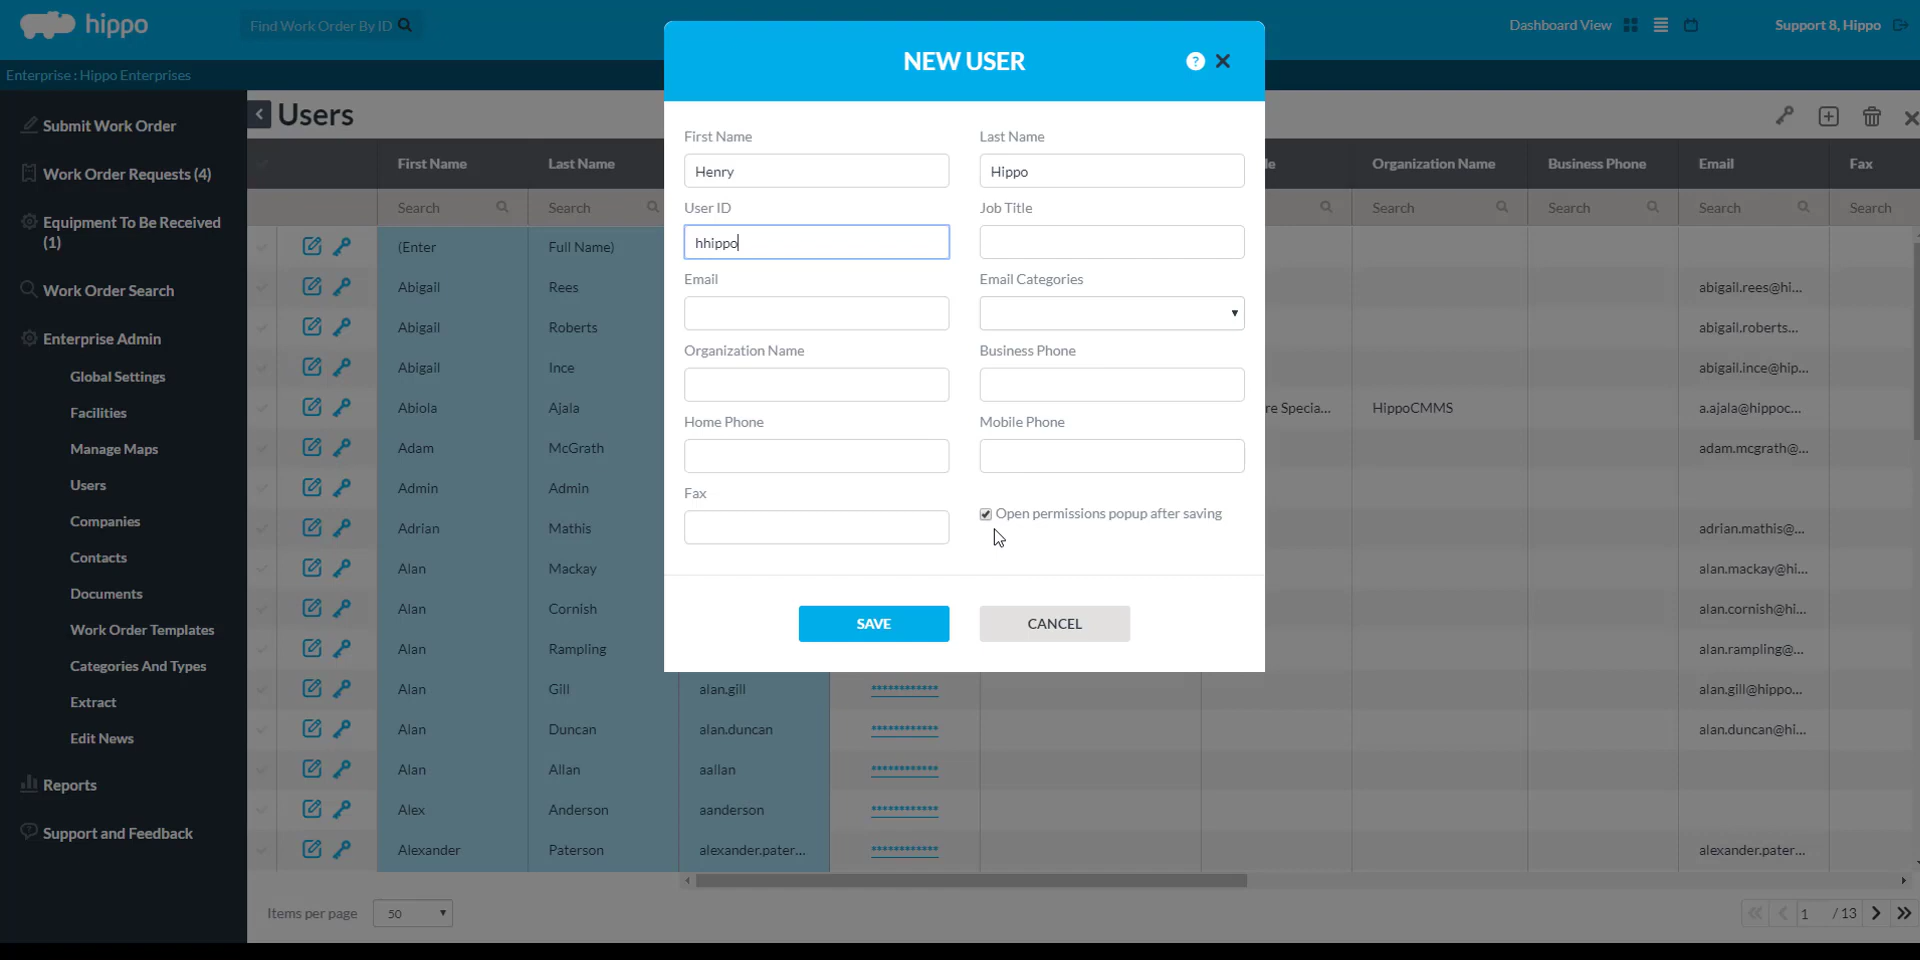 hippo
Find Work Order By ID
Dashboard View
Support 8, Hippo
Enterprise : Hippo Enterprises
Submit Work Order
Work Order Requests (4)
Equipment To Be Received
(1)
Work Order Search
Enterprise Admin
Global Settings
Facilities
Manage Maps
Users
Companies
Contacts
Documents
Work Order Templates
Categories And Types
Extract
Edit News
Reports
Support and Feedback
Users
First Name Last Name le Organization Name Business Phone Email Fax
Search Search Search Search Search Search
(Enter Full Name)
Abigail Rees abigail.rees@hi...
Abigail Roberts abigail.roberts...
Abigail Ince abigail.ince@hip...
Abiola Ajala re Specia... HippoCMMS a.ajala@hippoc...
Adam McGrath adam.mcgrath@...
Admin Admin
Adrian Mathis adrian.mathis@...
Alan Mackay alan.mackay@hi...
Alan Cornish alan.cornish@hi...
Alan Rampling alan.rampling@...
Alan Gill alan.gill ************ alan.gill@hippo...
Alan Duncan alan.duncan ************ alan.duncan@hi...
Alan Allan aallan ************
Alex Anderson aanderson ************
Alexander Paterson alexander.pater... ************ alexander.pater...
Items per page 50
1 / 13
NEW USER
?
First Name Last Name
Henry Hippo
User ID Job Title
hhippo
Email Email Categories
Organization Name Business Phone
Home Phone Mobile Phone
Fax
Open permissions popup after saving
SAVE CANCEL